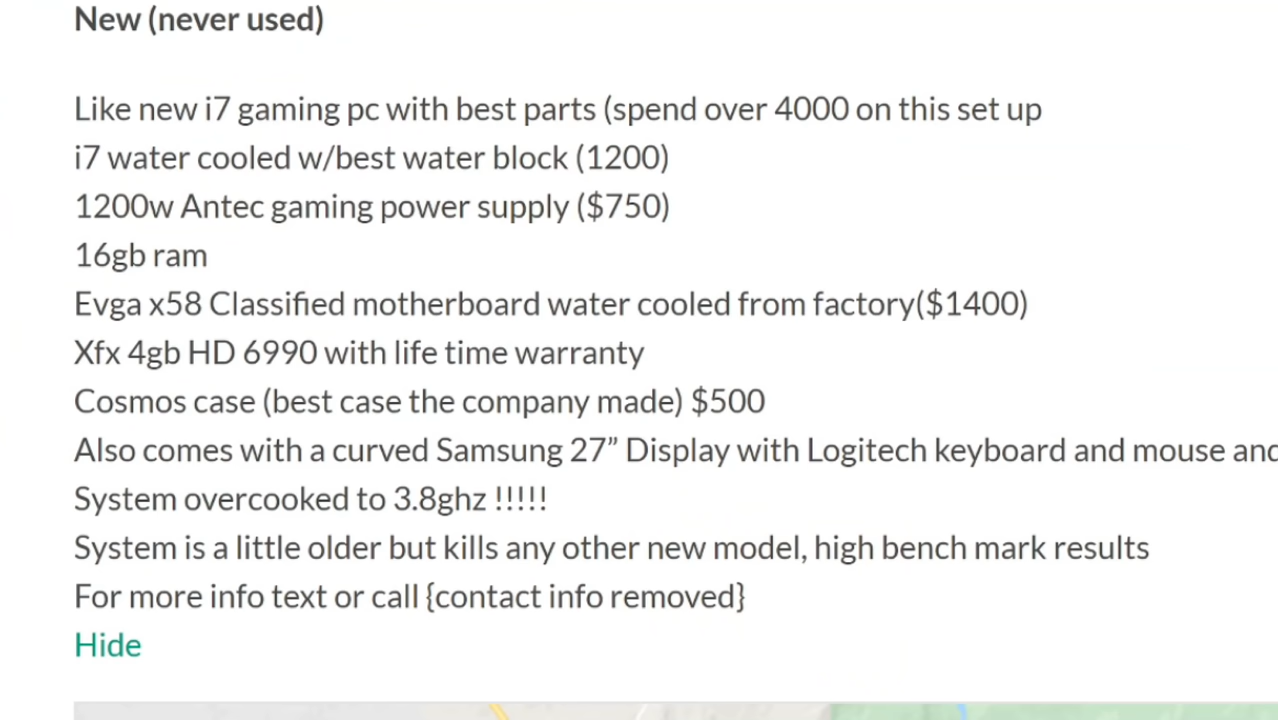 New (never used)
Like new i7 gaming pc with best parts (spend over 4000 on this set up
i7 water cooled w/best water block (1200)
1200w Antec gaming power supply ($750)
16gb ram
Evga x58 Classified motherboard water cooled from factory($1400)
Xfx 4gb HD 6990 with life time warranty
Cosmos case (best case the company made) $500
Also comes with a curved Samsung 27” Display with Logitech keyboard and mouse and
System overcooked to 3.8ghz !!!!!
System is a little older but kills any other new model, high bench mark results
For more info text or call {contact info removed}
Hide